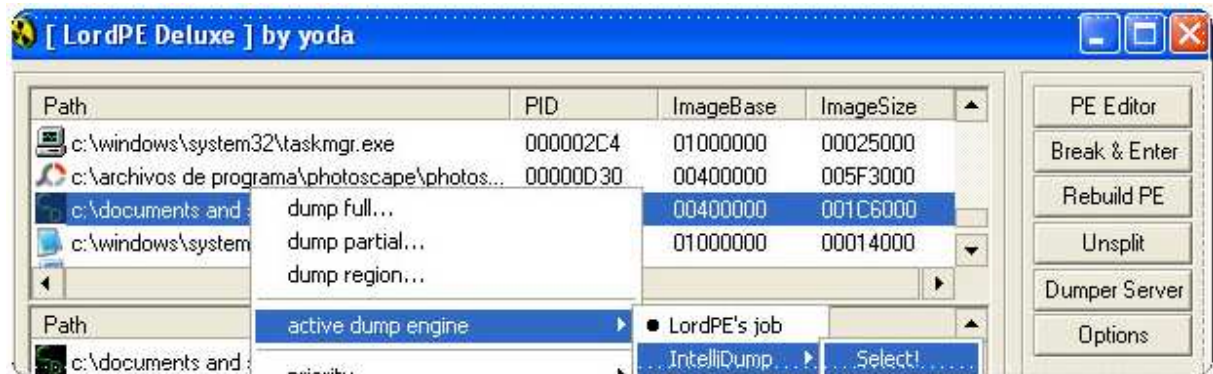 [ LordPE Deluxe ] by yoda
Path PID ImageBase ImageSize
c:\windows\system32\taskmgr.exe 000002C4 01000000 00025000
c:\archivos de programa\photoscape\photos... 00000D30 00400000 005F3000
c:\documents and 00400000 001C6000
c:\windows\system 01000000 00014000
dump full...
dump partial...
dump region...
active dump engine
priority
LordPE's job
IntelliDump
Select!
Path
c:\documents and
PE Editor
Break & Enter
Rebuild PE
Unsplit
Dumper Server
Options